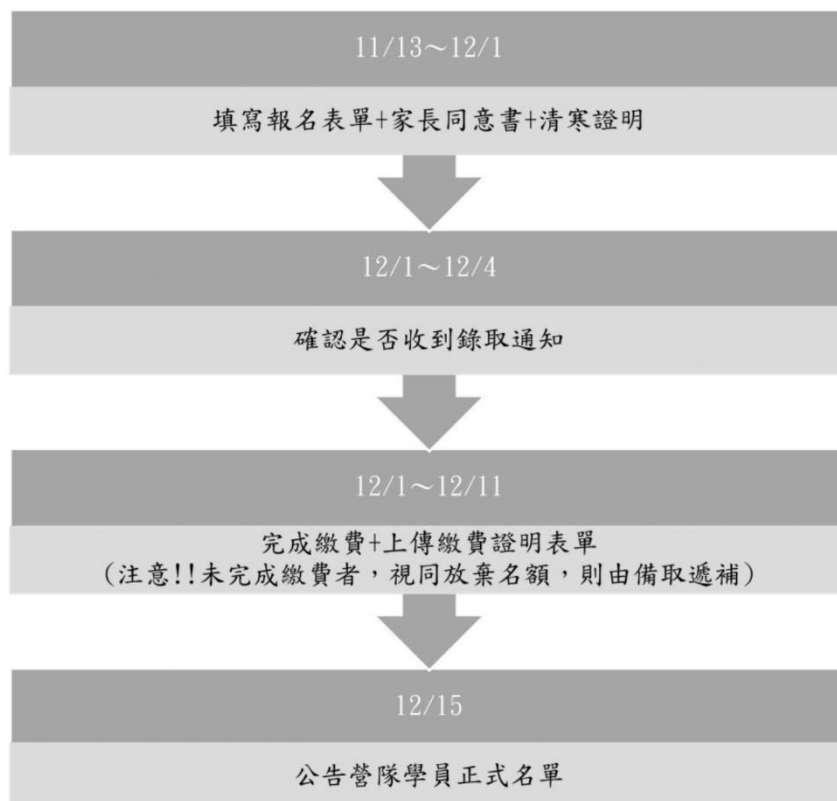 11/13～12/1
填寫報名表單+家長同意書+清寒證明
12/1～12/4
確認是否收到錄取通知
12/1～12/11
完成繳費+上傳繳費證明表單
(注意!!未完成繳費者，視同放棄名額，則由備取遞補)
12/15
公告營隊學員正式名單